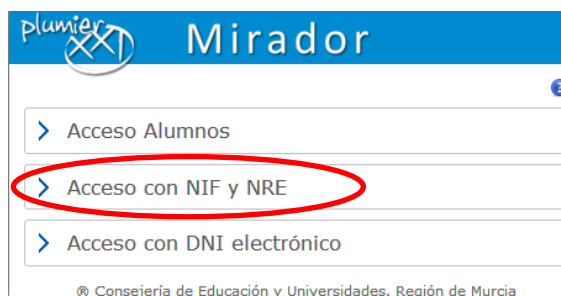 plumier XXI Mirador
Acceso Alumnos
Acceso con NIF y NRE
Acceso con DNI electrónico
® Consejería de Educación y Universidades. Región de Murcia